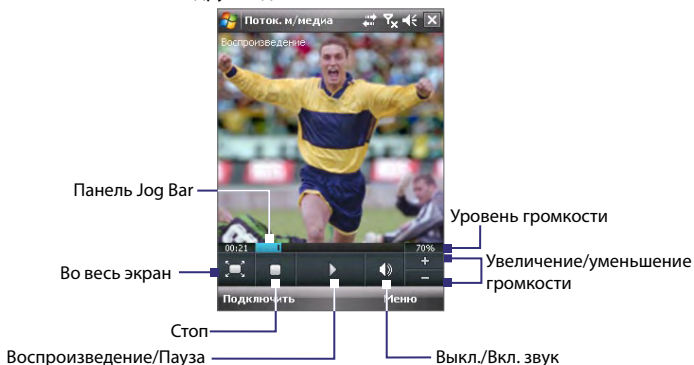 Поток. м/медиа
Воспроизведение
Панель Jog Bar
Уровень громкости
00:21
70%
Во весь экран
+
Увеличение/уменьшение
громкости
–
Подключить
Меню
Стоп
Воспроизведение/Пауза
Выкл./Вкл. звук